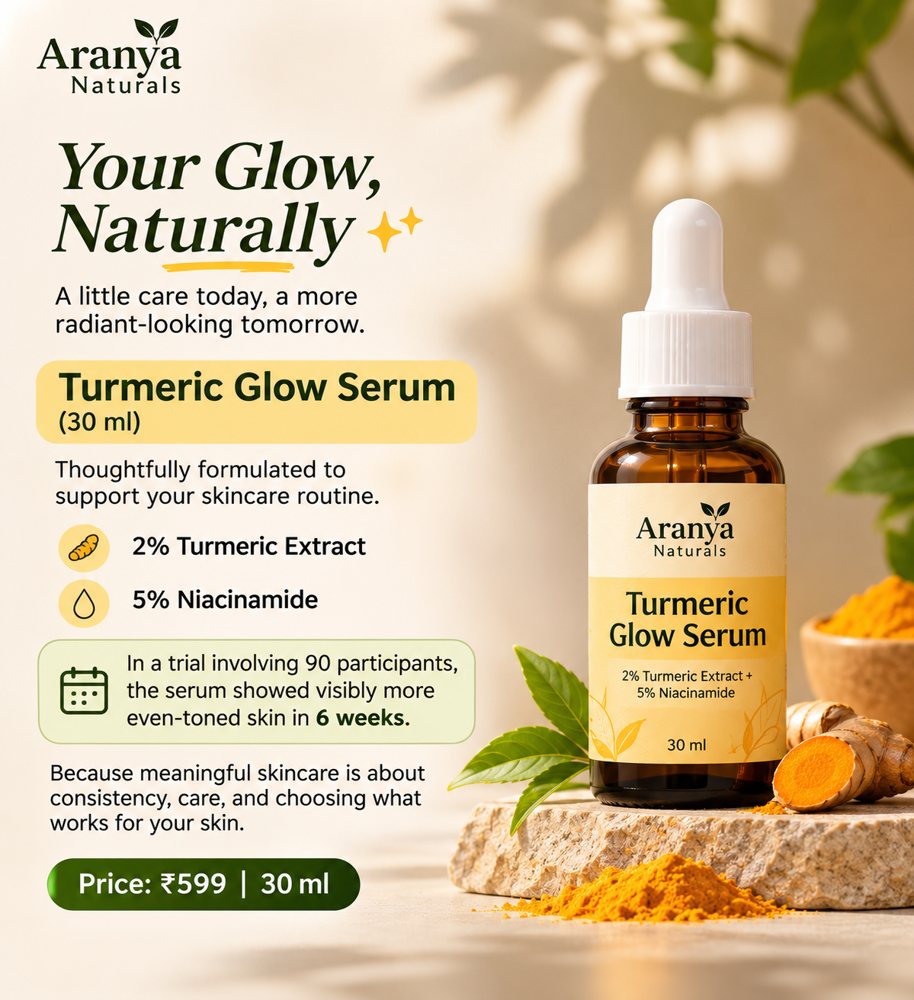 Aranya
Naturals
Your Glow,
Naturally
A little care today, a more
radiant-looking tomorrow.
Turmeric Glow Serum
(30 ml)
Thoughtfully formulated to
support your skincare routine.
2% Turmeric Extract
5% Niacinamide
In a trial involving 90 participants,
the serum showed visibly more
even-toned skin in 6 weeks.
Because meaningful skincare is about
consistency, care, and choosing what
works for your skin.
Price: ₹599 | 30 ml
Aranya
Naturals
Turmeric
Glow Serum
2% Turmeric Extract +
5% Niacinamide
30 ml